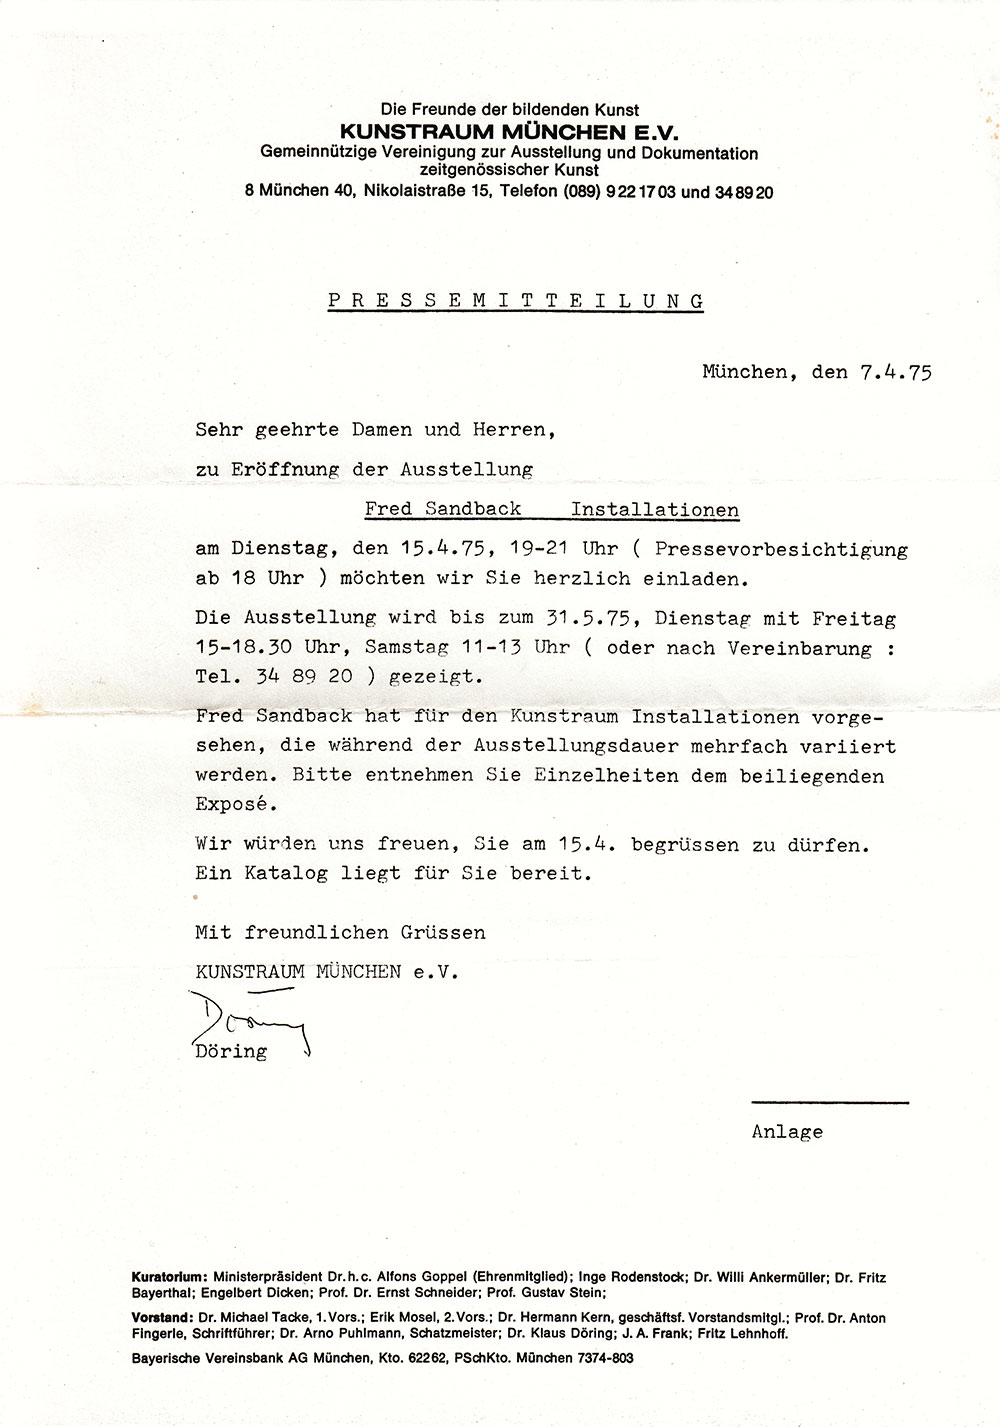 Die Freunde der bildenden Kunst
KUNSTRAUM MÜNCHEN E.V.
Gemeinnützige Vereinigung zur Ausstellung und Dokumentation
zeitgenössischer Kunst
8 München 40, Nikolaistraße 15, Telefon (089) 9 22 17 03 und 34 89 20
PRESSEMITTEILUNG
München, den 7.4.75
Sehr geehrte Damen und Herren,
zu Eröffnung der Ausstellung
Fred Sandback Installationen
am Dienstag, den 15.4.75, 19-21 Uhr ( Pressevorbesichtigung
ab 18 Uhr ) möchten wir Sie herzlich einladen.
Die Ausstellung wird bis zum 31.5.75, Dienstag mit Freitag
15-18.30 Uhr, Samstag 11-13 Uhr ( oder nach Vereinbarung :
Tel. 34 89 20 ) gezeigt.
Fred Sandback hat für den Kunstraum Installationen vorge-
sehen, die während der Ausstellungsdauer mehrfach variiert
werden. Bitte entnehmen Sie Einzelheiten dem beiliegenden
Exposé.
Wir würden uns freuen, Sie am 15.4. begrüssen zu dürfen.
Ein Katalog liegt für Sie bereit.
Mit freundlichen Grüssen
KUNSTRAUM MÜNCHEN e.V.
Döring
Döring
Anlage
Kuratorium: Ministerpräsident Dr. h. c. Alfons Goppel (Ehrenmitglied); Inge Rodenstock; Dr. Willi Ankermüller; Dr. Fritz
Bayerthal; Engelbert Dicken; Prof. Dr. Ernst Schneider; Prof. Gustav Stein;
Vorstand: Dr. Michael Tacke, 1. Vors.; Erik Mosel, 2. Vors.; Dr. Hermann Kern, geschäftsf. Vorstandsmitgl.; Prof. Dr. Anton
Fingerle, Schriftführer; Dr. Arno Puhlmann, Schatzmeister; Dr. Klaus Döring; J. A. Frank; Fritz Lehnhoff.
Bayerische Vereinsbank AG München, Kto. 62262, PSchKto. München 7374-803